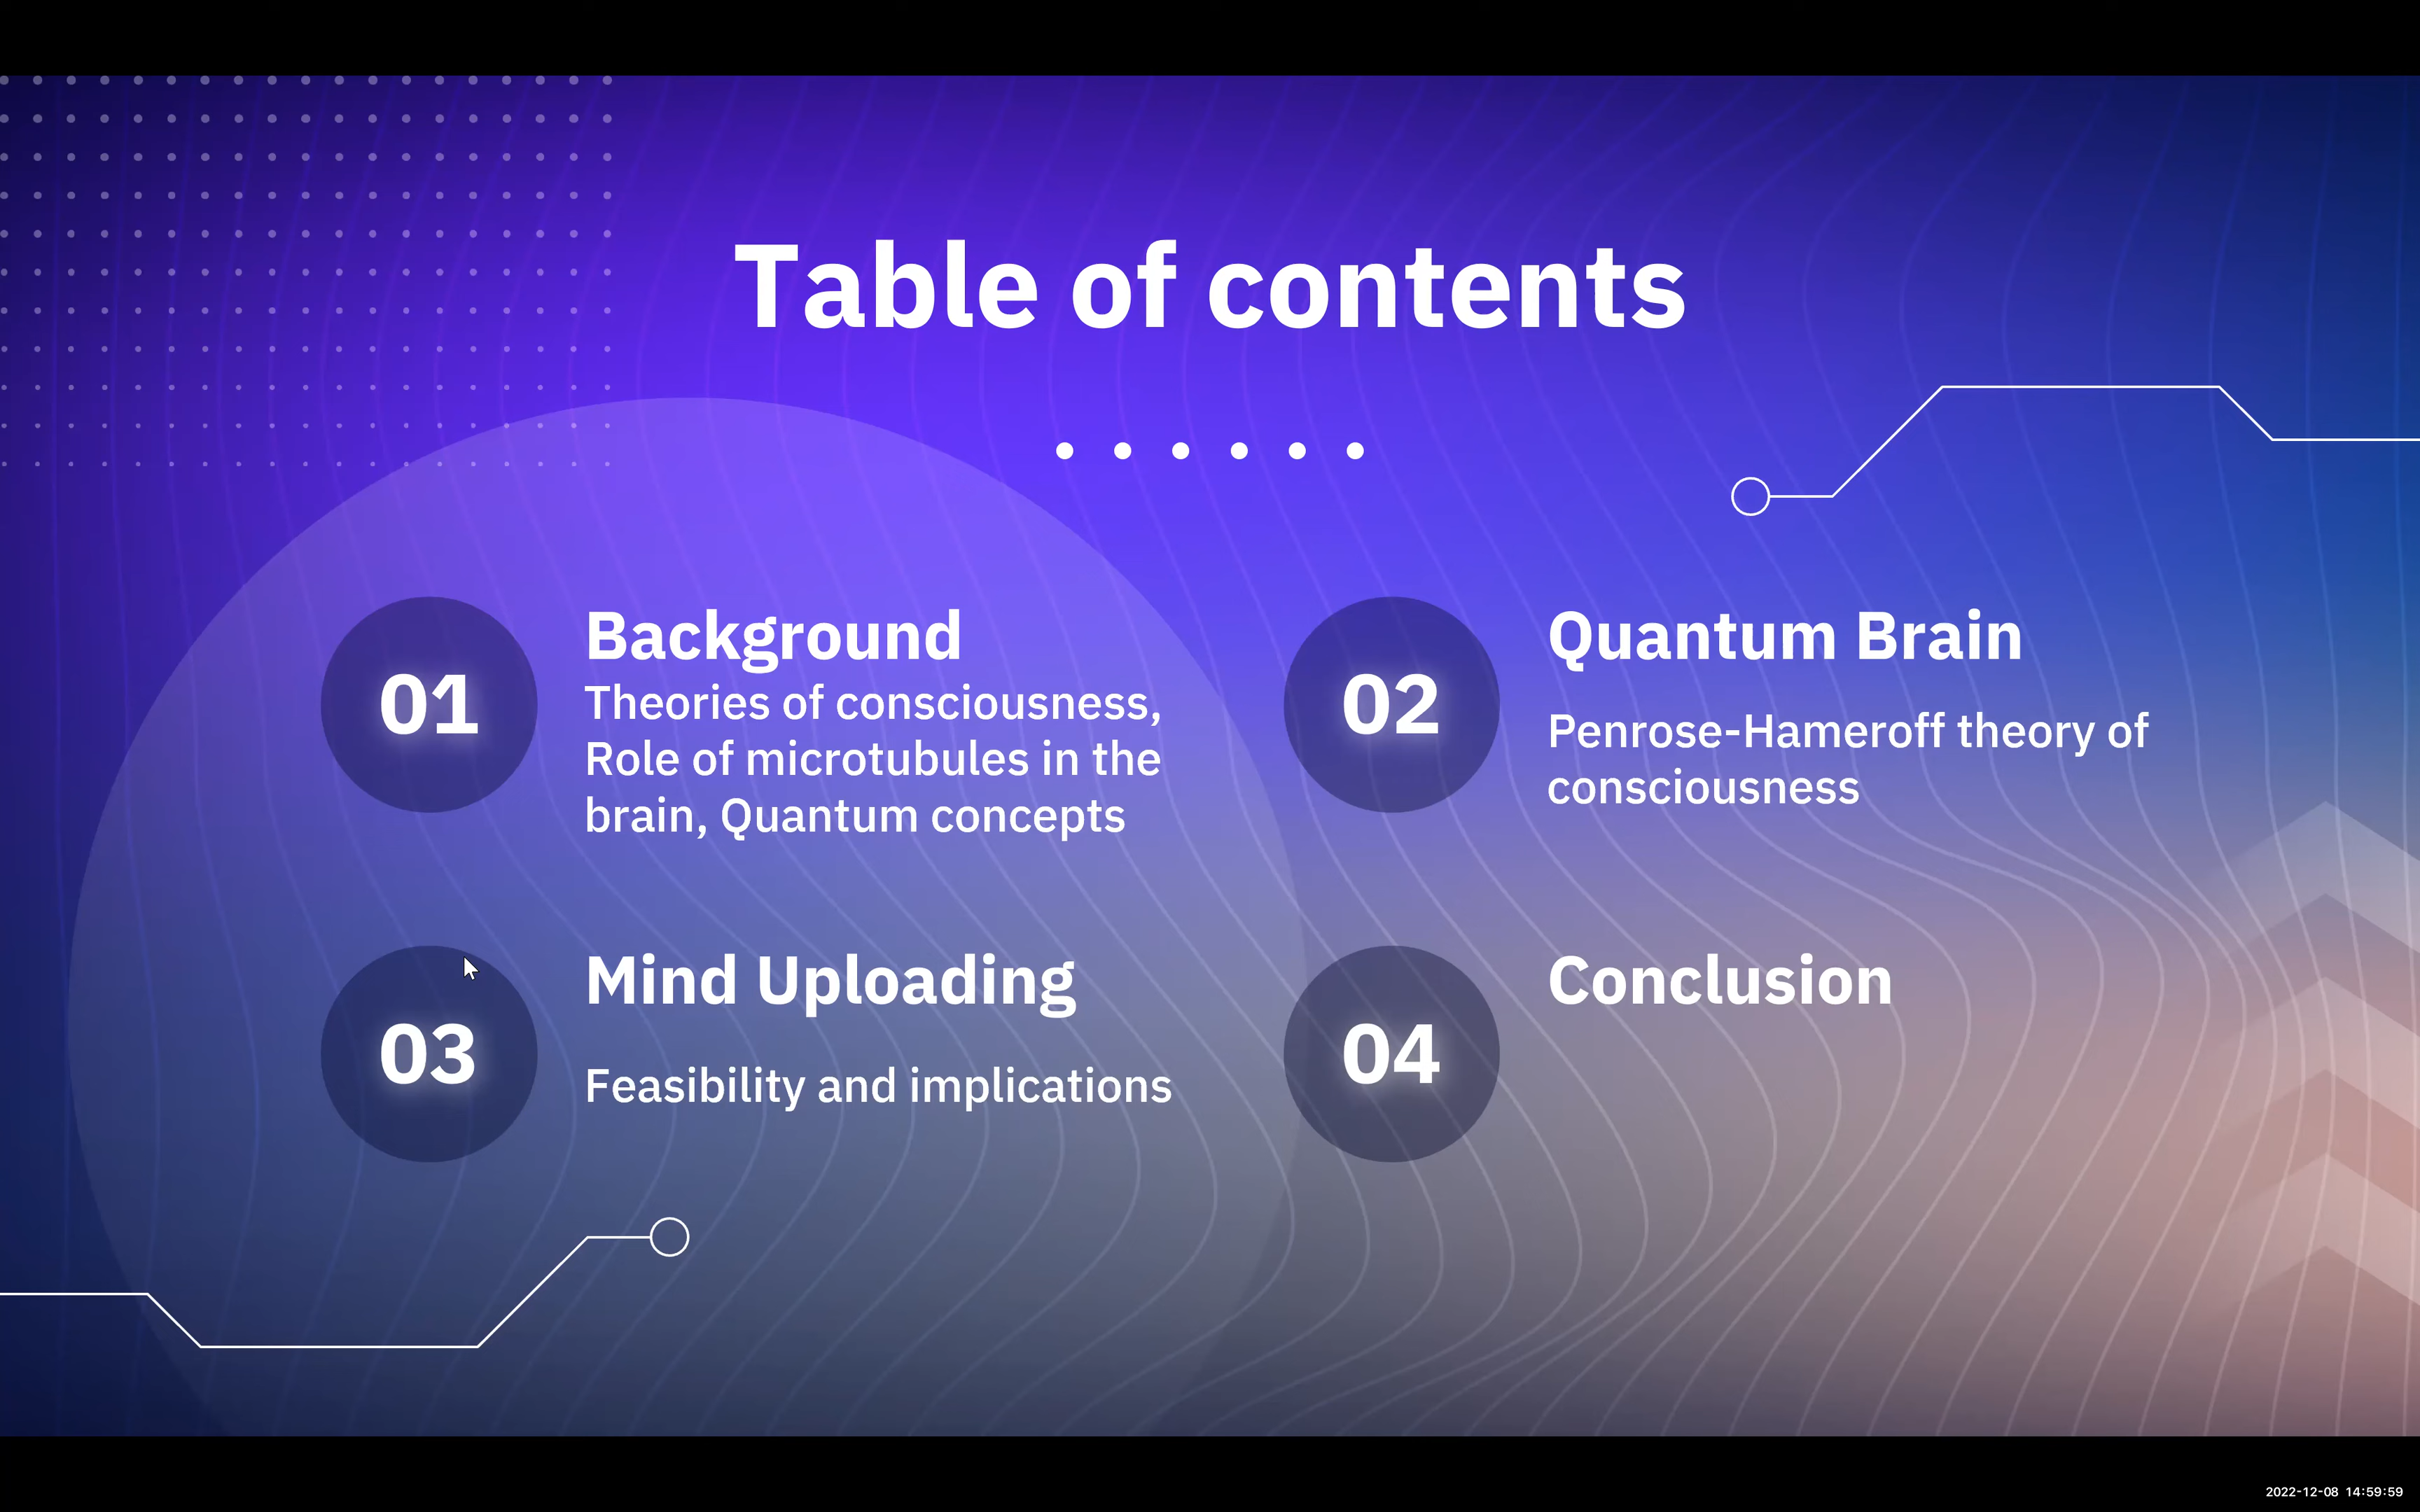 Table of contents
01
Background
Theories of consciousness,
Role of microtubules in the
brain, Quantum concepts
02
Quantum Brain
Penrose-Hameroff theory of
consciousness
03
Mind Uploading
Feasibility and implications
04
Conclusion
2022-12-08 14:59:59